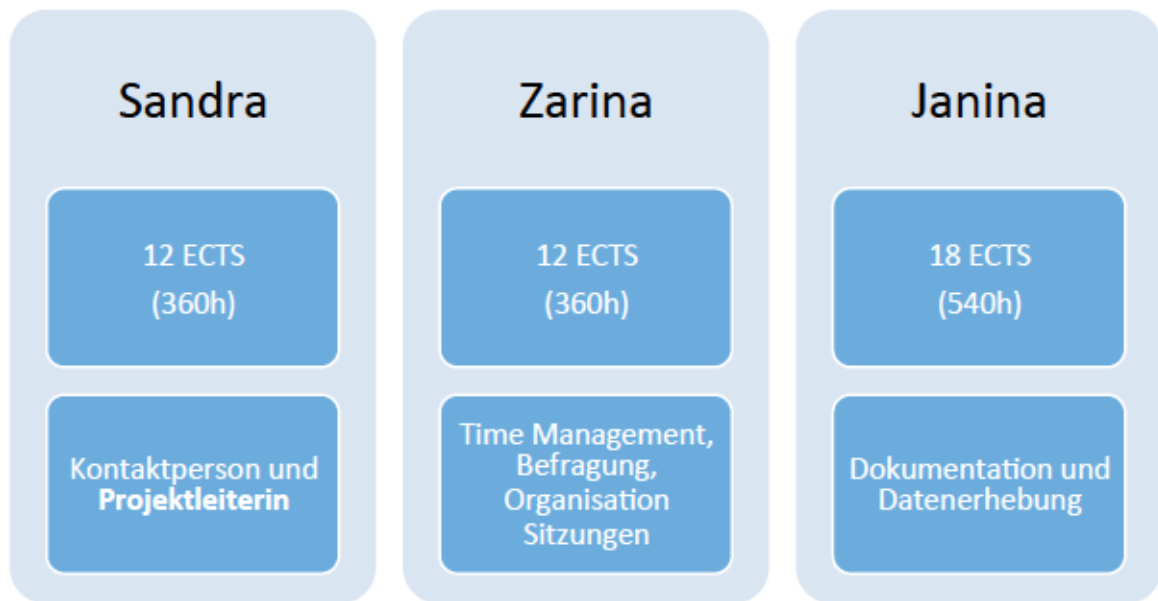 Sandra
12 ECTS
(360h)
Kontaktperson und
Projektleiterin
Zarina
12 ECTS
(360h)
Time Management,
Befragung,
Organisation
Sitzungen
Janina
18 ECTS
(540h)
Dokumentation und
Datenerhebung